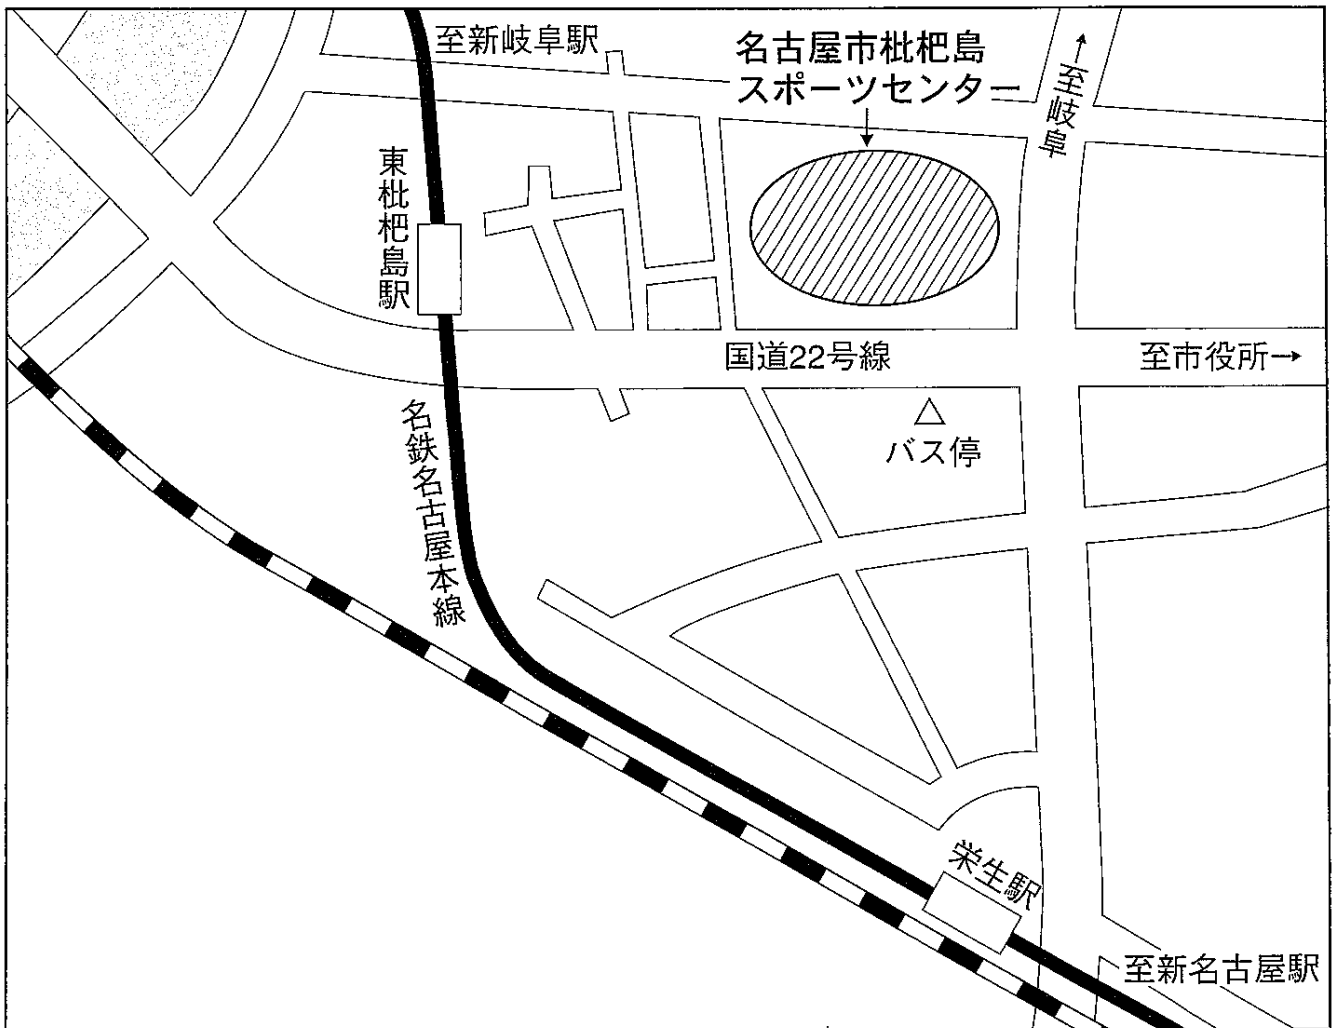 至新岐阜駅
名古屋市枇杷島
スポーツセンター
↑至岐阜
東枇杷島駅
国道22号線
至市役所→
バス停
名鉄名古屋本線
栄生駅
至新名古屋駅